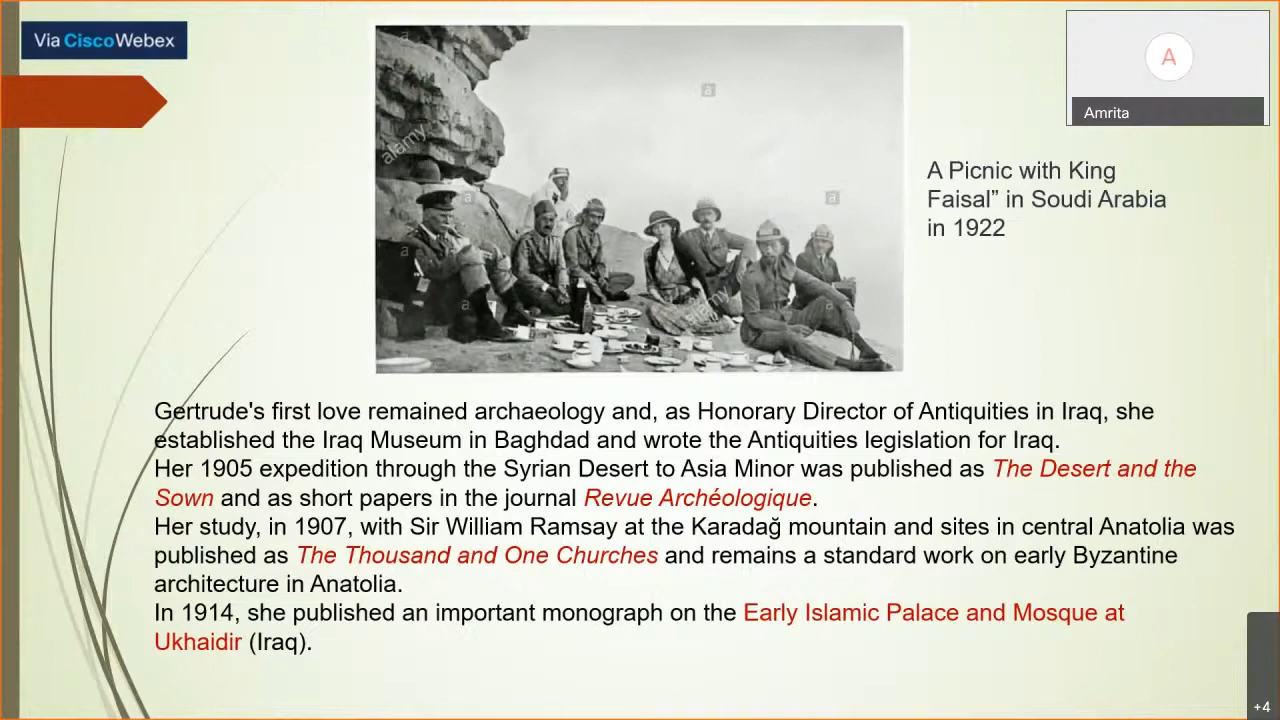 Via Cisco Webex
alamy
a
a
a
a
a
a
a
alamy
A
Amrita
A Picnic with King
Faisal” in Soudi Arabia
in 1922
Gertrude's first love remained archaeology and, as Honorary Director of Antiquities in Iraq, she
established the Iraq Museum in Baghdad and wrote the Antiquities legislation for Iraq.
Her 1905 expedition through the Syrian Desert to Asia Minor was published as The Desert and the
Sown and as short papers in the journal Revue Archéologique.
Her study, in 1907, with Sir William Ramsay at the Karadağ mountain and sites in central Anatolia was
published as The Thousand and One Churches and remains a standard work on early Byzantine
architecture in Anatolia.
In 1914, she published an important monograph on the Early Islamic Palace and Mosque at
Ukhaidir (Iraq).
+4